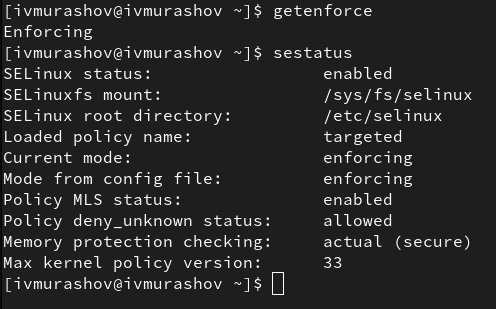 [ivmurashov@ivmurashov ~]$ getenforce
Enforcing
[ivmurashov@ivmurashov ~]$ sestatus
SELinux status:                 enabled
SELinuxfs mount:                /sys/fs/selinux
SELinux root directory:         /etc/selinux
Loaded policy name:             targeted
Current mode:                   enforcing
Mode from config file:          enforcing
Policy MLS status:              enabled
Policy deny_unknown status:     allowed
Memory protection checking:     actual (secure)
Max kernel policy version:      33
[ivmurashov@ivmurashov ~]$